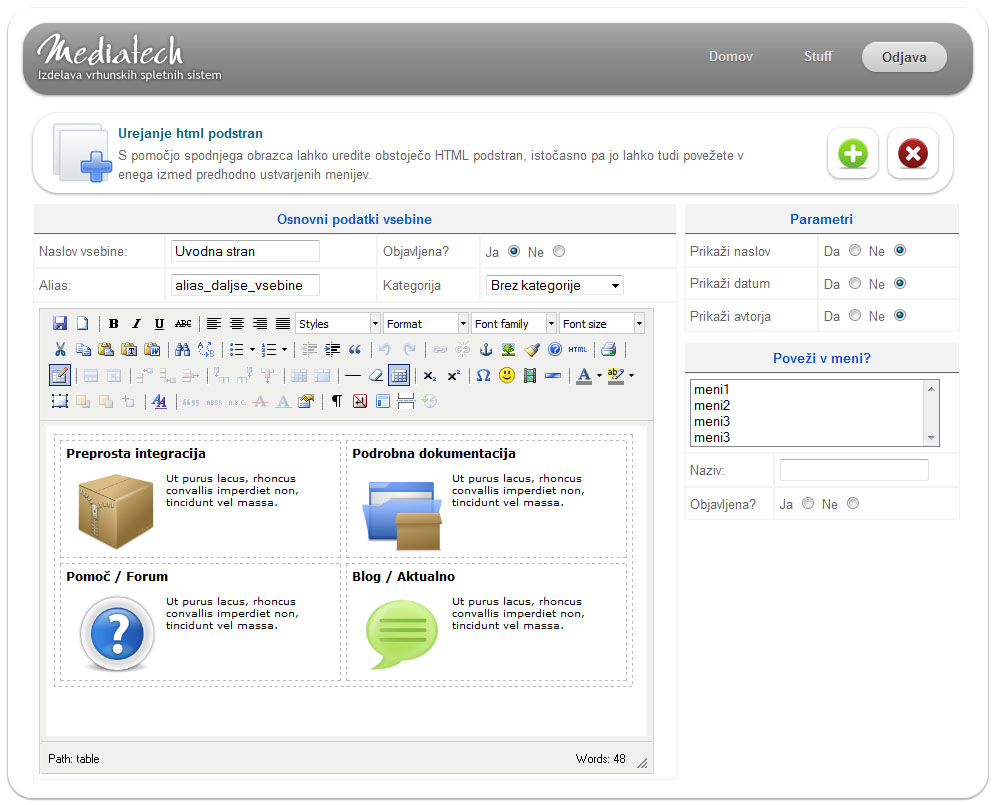 Mediatech
Izdelava vrhunskih spletnih sistem
Domov
Stuff
Odjava
Urejanje html podstran
S pomočjo spodnjega obrazca lahko uredite obstoječo HTML podstran, istočasno pa jo lahko tudi povežete v
enega izmed predhodno ustvarjenih menijev.
Osnovni podatki vsebine
Naslov vsebine: Uvodna stran Objavljena? Ja Ne
Alias: alias_daljse_vsebine Kategorija Brez kategorije
B I U ABC Styles Format Font family Font size
HTML
Preprosta integracija
Ut purus lacus, rhoncus
convallis imperdiet non,
tincidunt vel massa.
Podrobna dokumentacija
Ut purus lacus, rhoncus
convallis imperdiet non,
tincidunt vel massa.
Pomoč / Forum
Ut purus lacus, rhoncus
convallis imperdiet non,
tincidunt vel massa.
Blog / Aktualno
Ut purus lacus, rhoncus
convallis imperdiet non,
tincidunt vel massa.
Path: table
Words: 48
Parametri
Prikaži naslov Da Ne
Prikaži datum Da Ne
Prikaži avtorja Da Ne
Poveži v meni?
meni1
meni2
meni3
meni3
Naziv:
Objavljena? Ja Ne